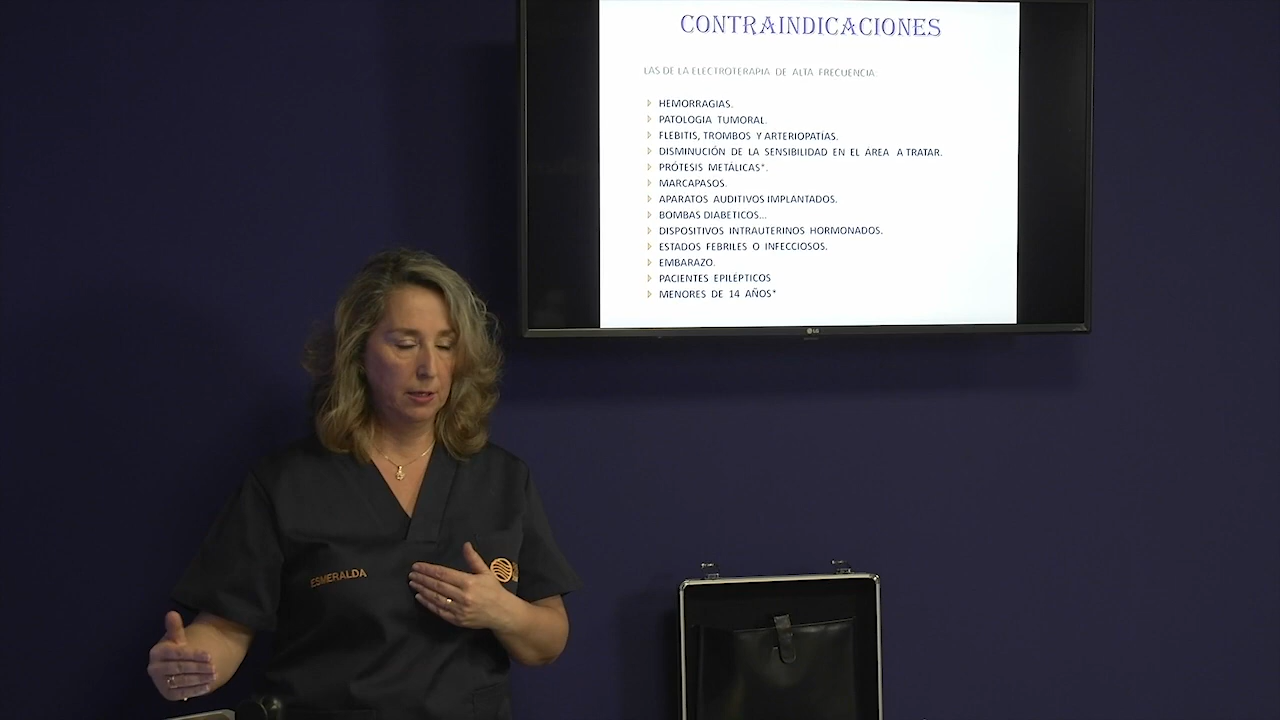 CONTRAINDICACIONES
LAS DE LA ELECTROTERAPIA DE ALTA FRECUENCIA.
HEMORRAGIAS.
PATOLOGIA TUMORAL.
FLEBITIS, TROMBOS Y ARTERIOPATÍAS.
DISMINUCIÓN DE LA SENSIBILIDAD EN EL ÁREA A TRATAR.
PRÓTESIS METÁLICAS*.
MARCAPASOS.
APARATOS AUDITIVOS IMPLANTADOS.
BOMBAS DIABETICOS...
DISPOSITIVOS INTRAUTERINOS HORMONADOS.
ESTADOS FEBRILES O INFECCIOSOS.
EMBARAZO.
PACIENTES EPILÉPTICOS
MENORES DE 14 AÑOS*
LG
ESMERALDA